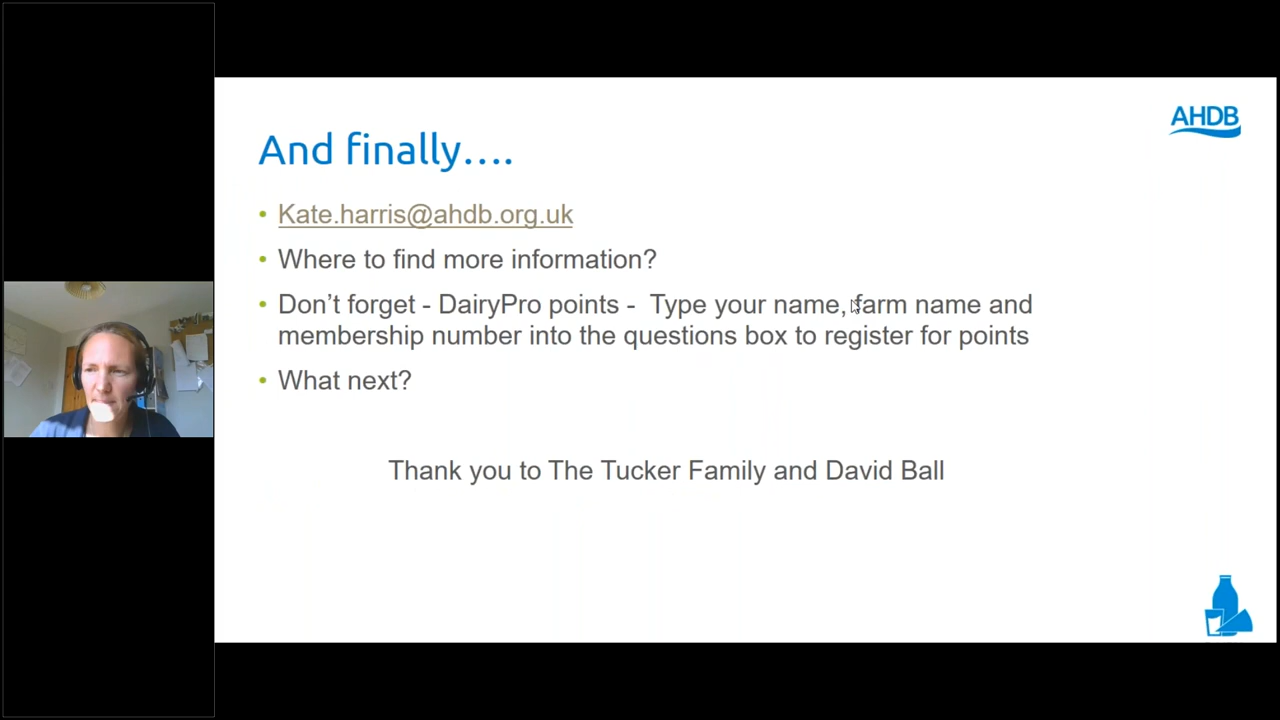 AHDB
And finally....
• Kate.harris@ahdb.org.uk
• Where to find more information?
• Don’t forget - DairyPro points -  Type your name, farm name and
membership number into the questions box to register for points
• What next?
Thank you to The Tucker Family and David Ball